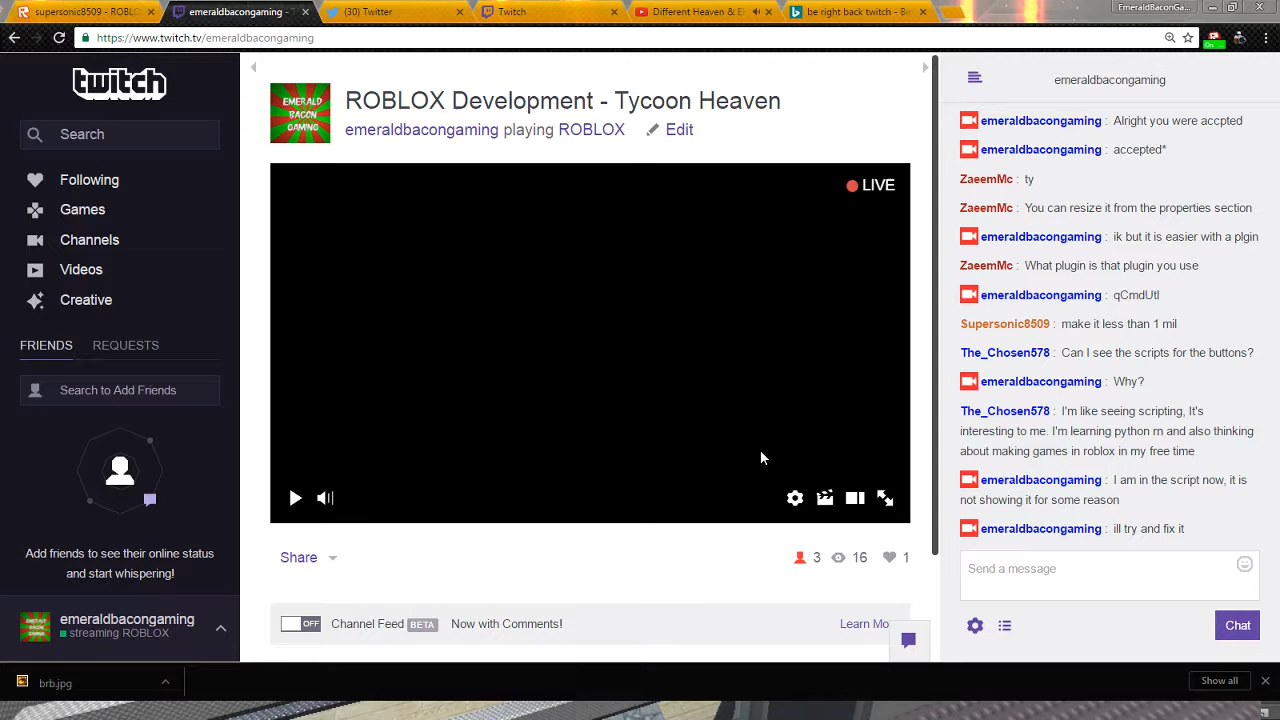 supersonic8509 - ROBL
emeraldbacongaming -
(30) Twitter
Twitch
Different Heaven & E
be right back twitch - B
EmeraldBaconGa...
https://www.twitch.tv/emeraldbacongaming
On
twitch
Search
Following
Games
Channels
Videos
Creative
FRIENDS REQUESTS
Search to Add Friends
Add friends to see their online status
and start whispering!
emeraldbacongaming
streaming ROBLOX
EMERALD
BACON
GAMING
ROBLOX Development - Tycoon Heaven
emeraldbacongaming playing ROBLOX Edit
LIVE
Share
3 16 1
OFF Channel Feed BETA Now with Comments! Learn Mo
emeraldbacongaming
emeraldbacongaming : Alright you were accpted
emeraldbacongaming : accepted*
ZaeemMc : ty
ZaeemMc : You can resize it from the properties section
emeraldbacongaming : ik but it is easier with a plgin
ZaeemMc : What plugin is that plugin you use
emeraldbacongaming : qCmdUtl
Supersonic8509 : make it less than 1 mil
The_Chosen578 : Can I see the scripts for the buttons?
emeraldbacongaming : Why?
The_Chosen578 : I'm like seeing scripting, It's
interesting to me. I'm learning python rn and also thinking
about making games in roblox in my free time
emeraldbacongaming : I am in the script now, it is
not showing it for some reason
emeraldbacongaming : ill try and fix it
Send a message
Chat
brb.jpg
Show all